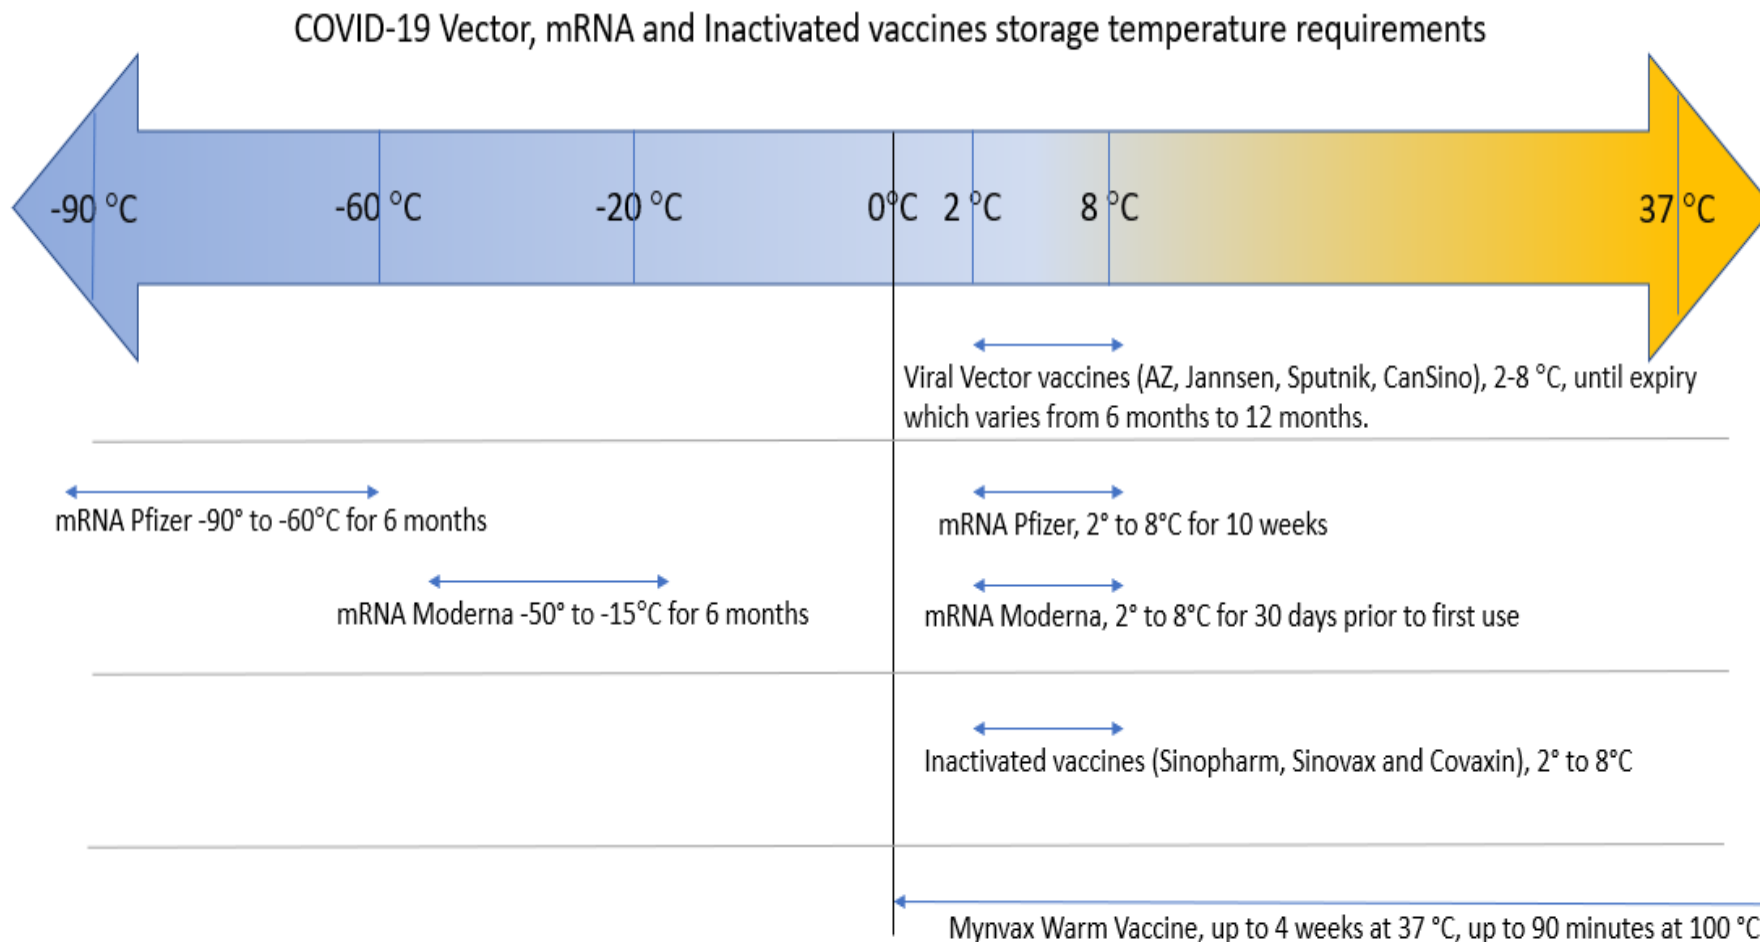 COVID-19 Vector, mRNA and Inactivated vaccines storage temperature requirements
-90 °C -60 °C -20 °C 0°C 2 °C 8 °C 37 °C
Viral Vector vaccines (AZ, Jannsen, Sputnik, CanSino), 2-8 °C, until expiry
which varies from 6 months to 12 months.
mRNA Pfizer -90° to -60°C for 6 months
mRNA Pfizer, 2° to 8°C for 10 weeks
mRNA Moderna -50° to -15°C for 6 months
mRNA Moderna, 2° to 8°C for 30 days prior to first use
Inactivated vaccines (Sinopharm, Sinovax and Covaxin), 2° to 8°C
Mynvax Warm Vaccine, up to 4 weeks at 37 °C, up to 90 minutes at 100 °C